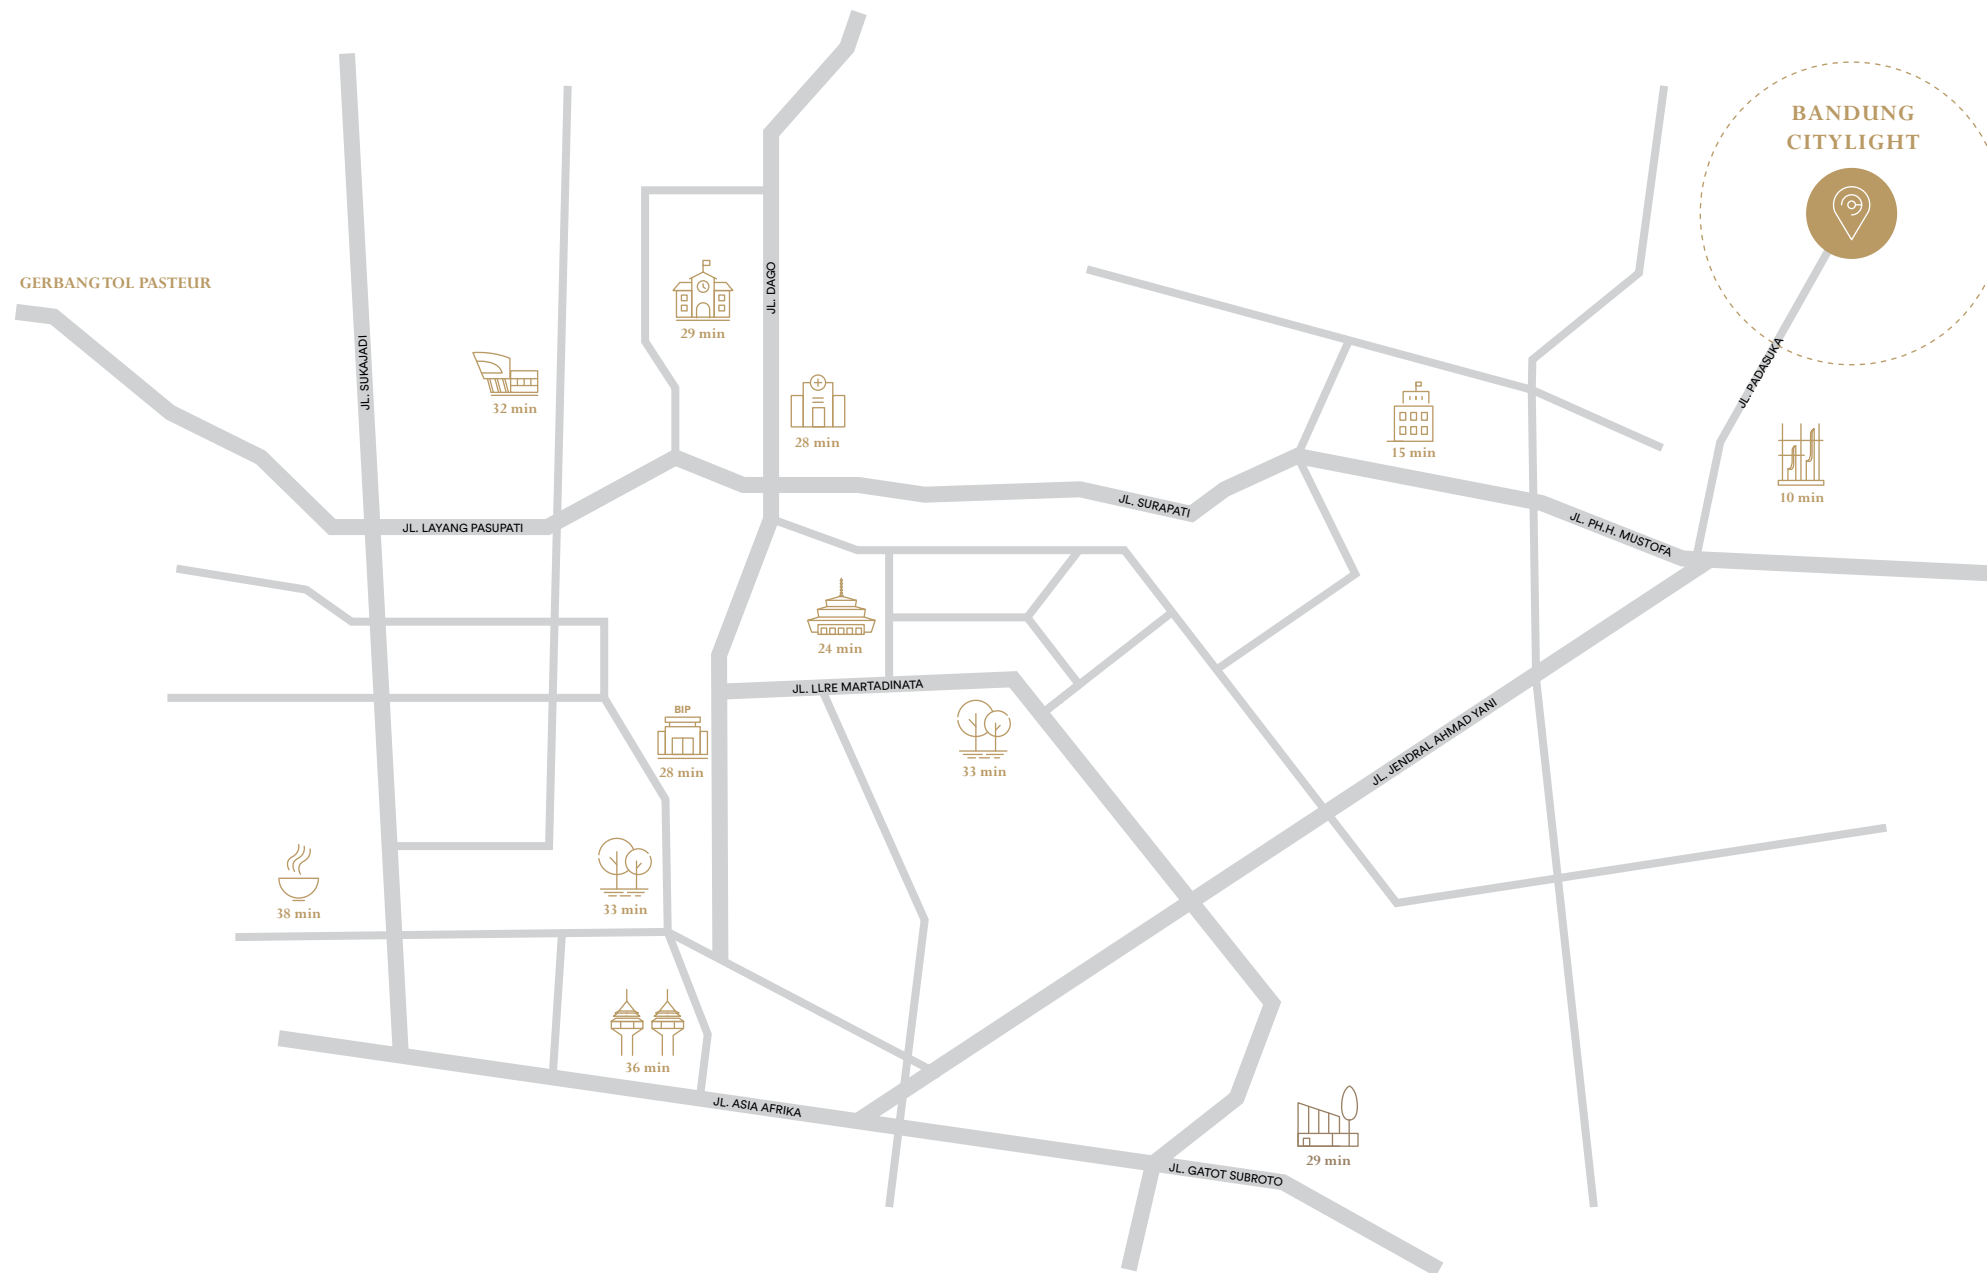 BANDUNG
CITYLIGHT
GERBANG TOL PASTEUR
JL. DAGO
29 min
JL. SUKAJADI
32 min
JL. PADASUKA
28 min
15 min
10 min
JL. LAYANG PASUPATI
JL. SURAPATI
JL. PH.H. MUSTOFA
24 min
JL. LLRE MARTADINATA
BIP
28 min
33 min
JL. JENDRAL AHMAD YANI
38 min
33 min
36 min
JL. ASIA AFRIKA
29 min
JL. GATOT SUBROTO